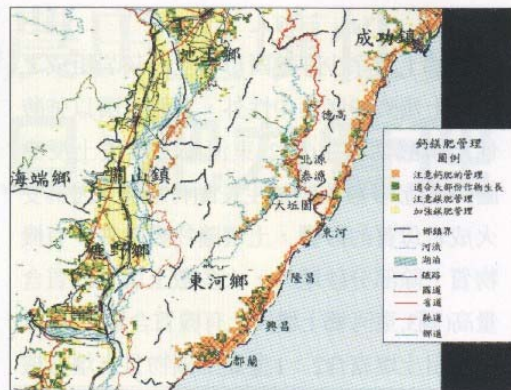 成功鎮
池上鄉
德高
北源
泰源
海端鄉
關山鎮
大坵園
東河
鹿野鄉
東河鄉
隆昌
興昌
都蘭
鈣鎂肥管理
圖例
注意鈣肥的管理
適合大部份作物生長
注意鎂肥管理
加強鎂肥管理
鄉鎮界
河流
湖泊
鐵路
國道
省道
縣道
鄉道